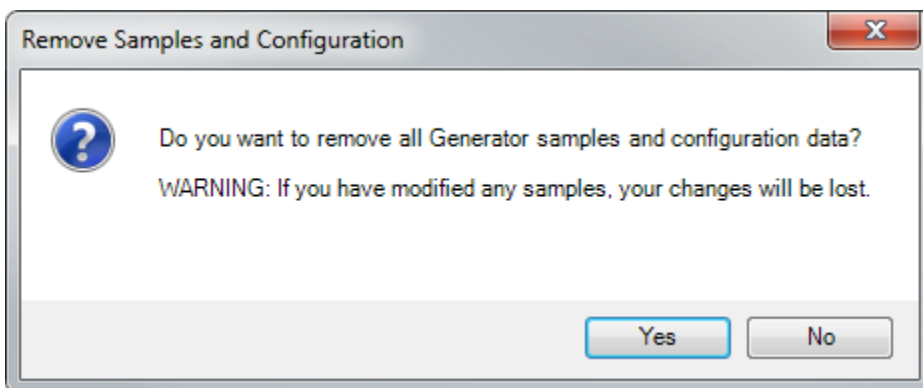 Remove Samples and Configuration
Do you want to remove all Generator samples and configuration data?
WARNING: If you have modified any samples, your changes will be lost.
Yes
No